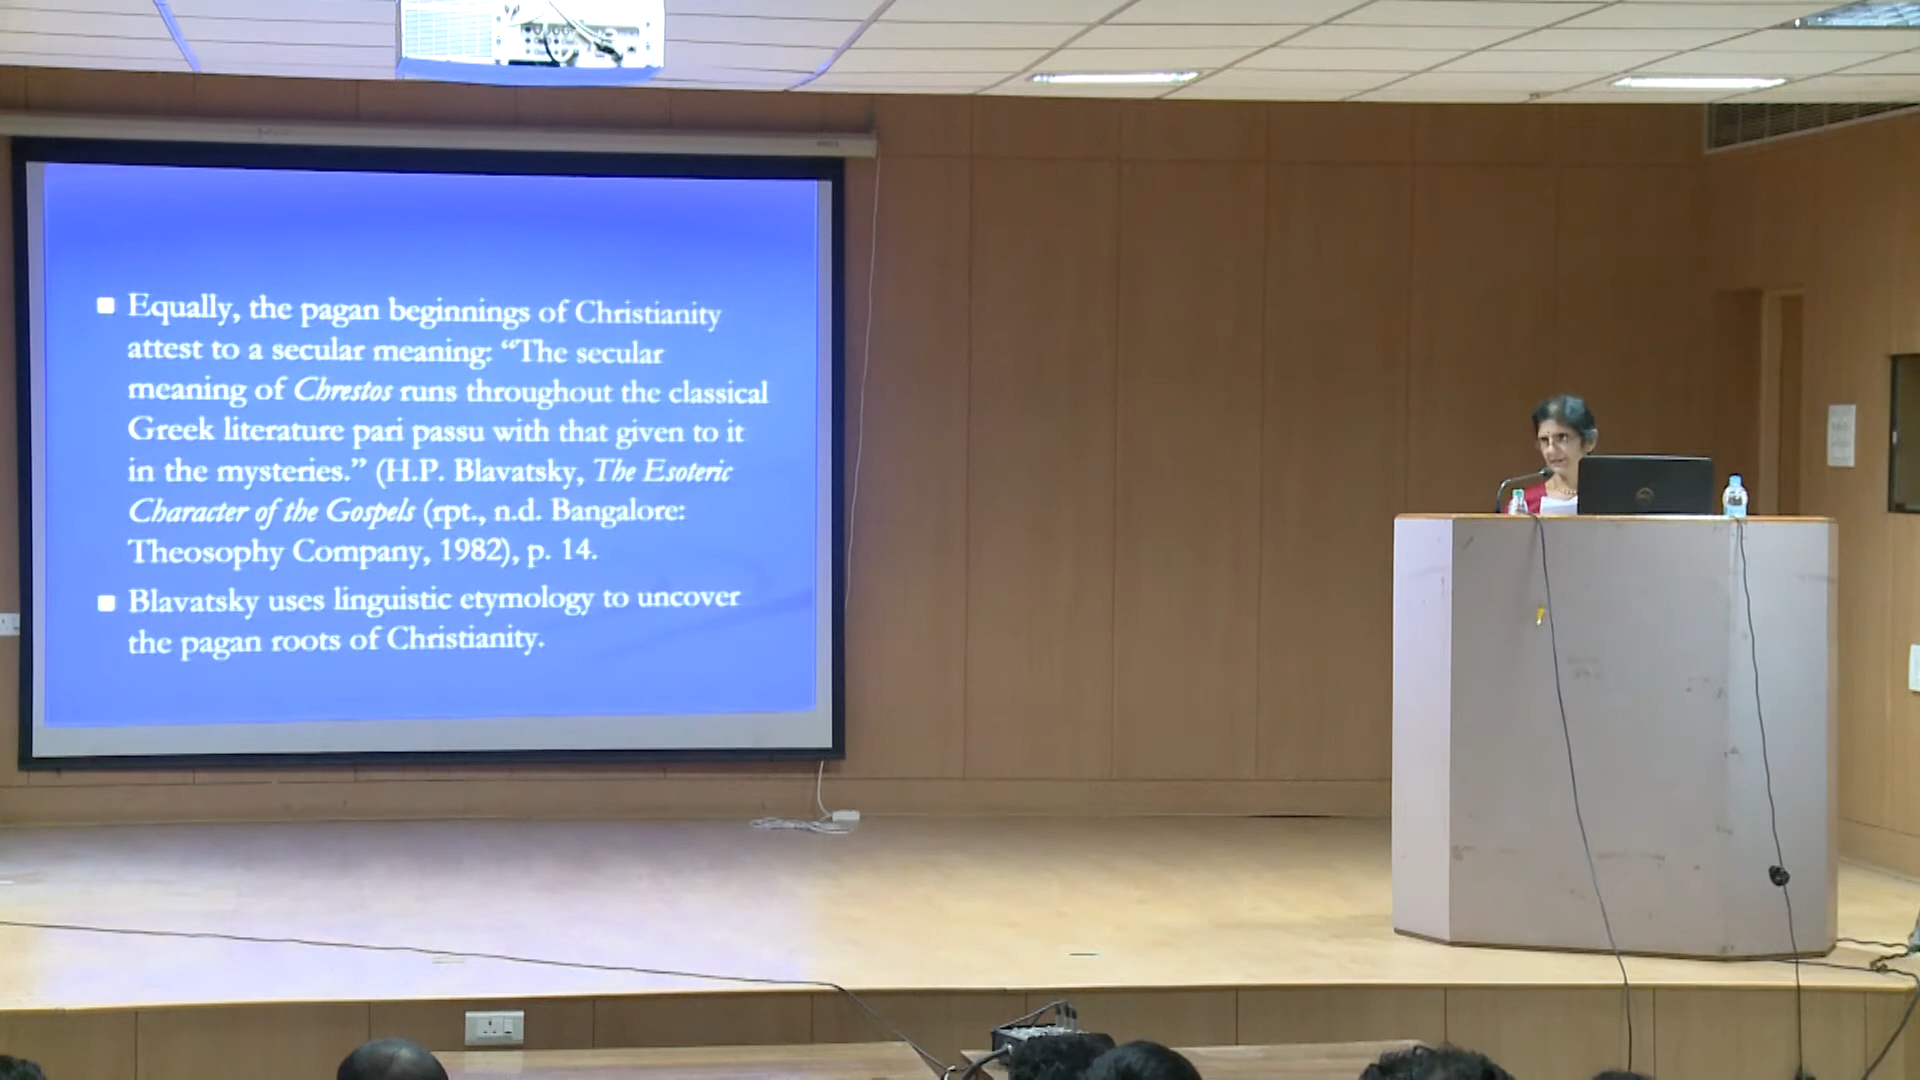 Equally, the pagan beginnings of Christianity
attest to a secular meaning: “The secular
meaning of Chrestos runs throughout the classical
Greek literature pari passu with that given to it
in the mysteries.” (H.P. Blavatsky, The Esoteric
Character of the Gospels (rpt., n.d. Bangalore:
Theosophy Company, 1982), p. 14.
Blavatsky uses linguistic etymology to uncover
the pagan roots of Christianity.